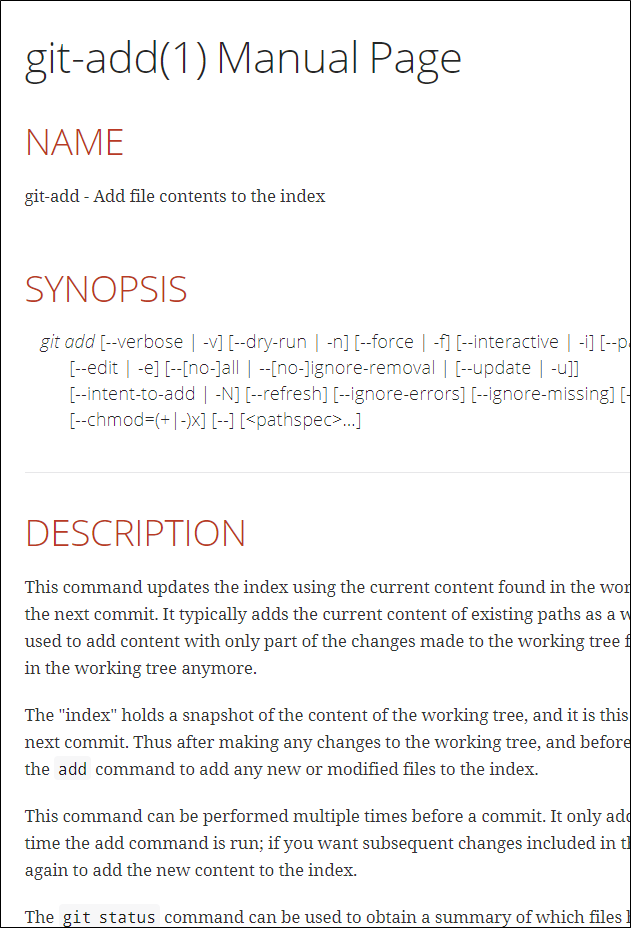 git-add(1) Manual Page
NAME
git-add - Add file contents to the index
SYNOPSIS
git add [--verbose | -v] [--dry-run | -n] [--force | -f] [--interactive | -i] [--p
[--edit | -e] [--[no-]all | --[no-]ignore-removal | [--update | -u]]
[--intent-to-add | -N] [--refresh] [--ignore-errors] [--ignore-missing] [-
[--chmod=(+|-)x] [--] [<pathspec>…​]
DESCRIPTION
This command updates the index using the current content found in the wor
the next commit. It typically adds the current content of existing paths as a w
used to add content with only part of the changes made to the working tree f
in the working tree anymore.
The "index" holds a snapshot of the content of the working tree, and it is this
next commit. Thus after making any changes to the working tree, and before
the add command to add any new or modified files to the index.
This command can be performed multiple times before a commit. It only add
time the add command is run; if you want subsequent changes included in th
again to add the new content to the index.
The git status command can be used to obtain a summary of which files h